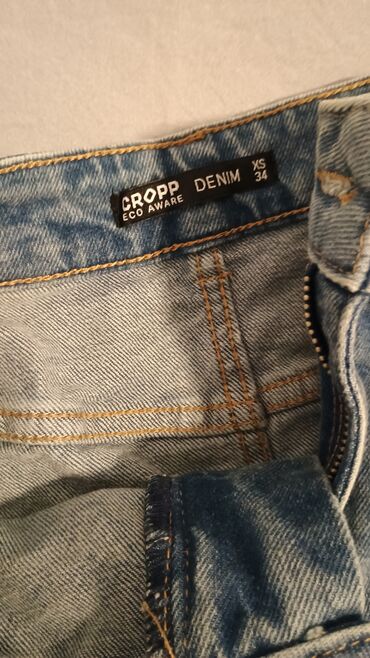 CROPP
ECO AWARE
DENIM
XS
34